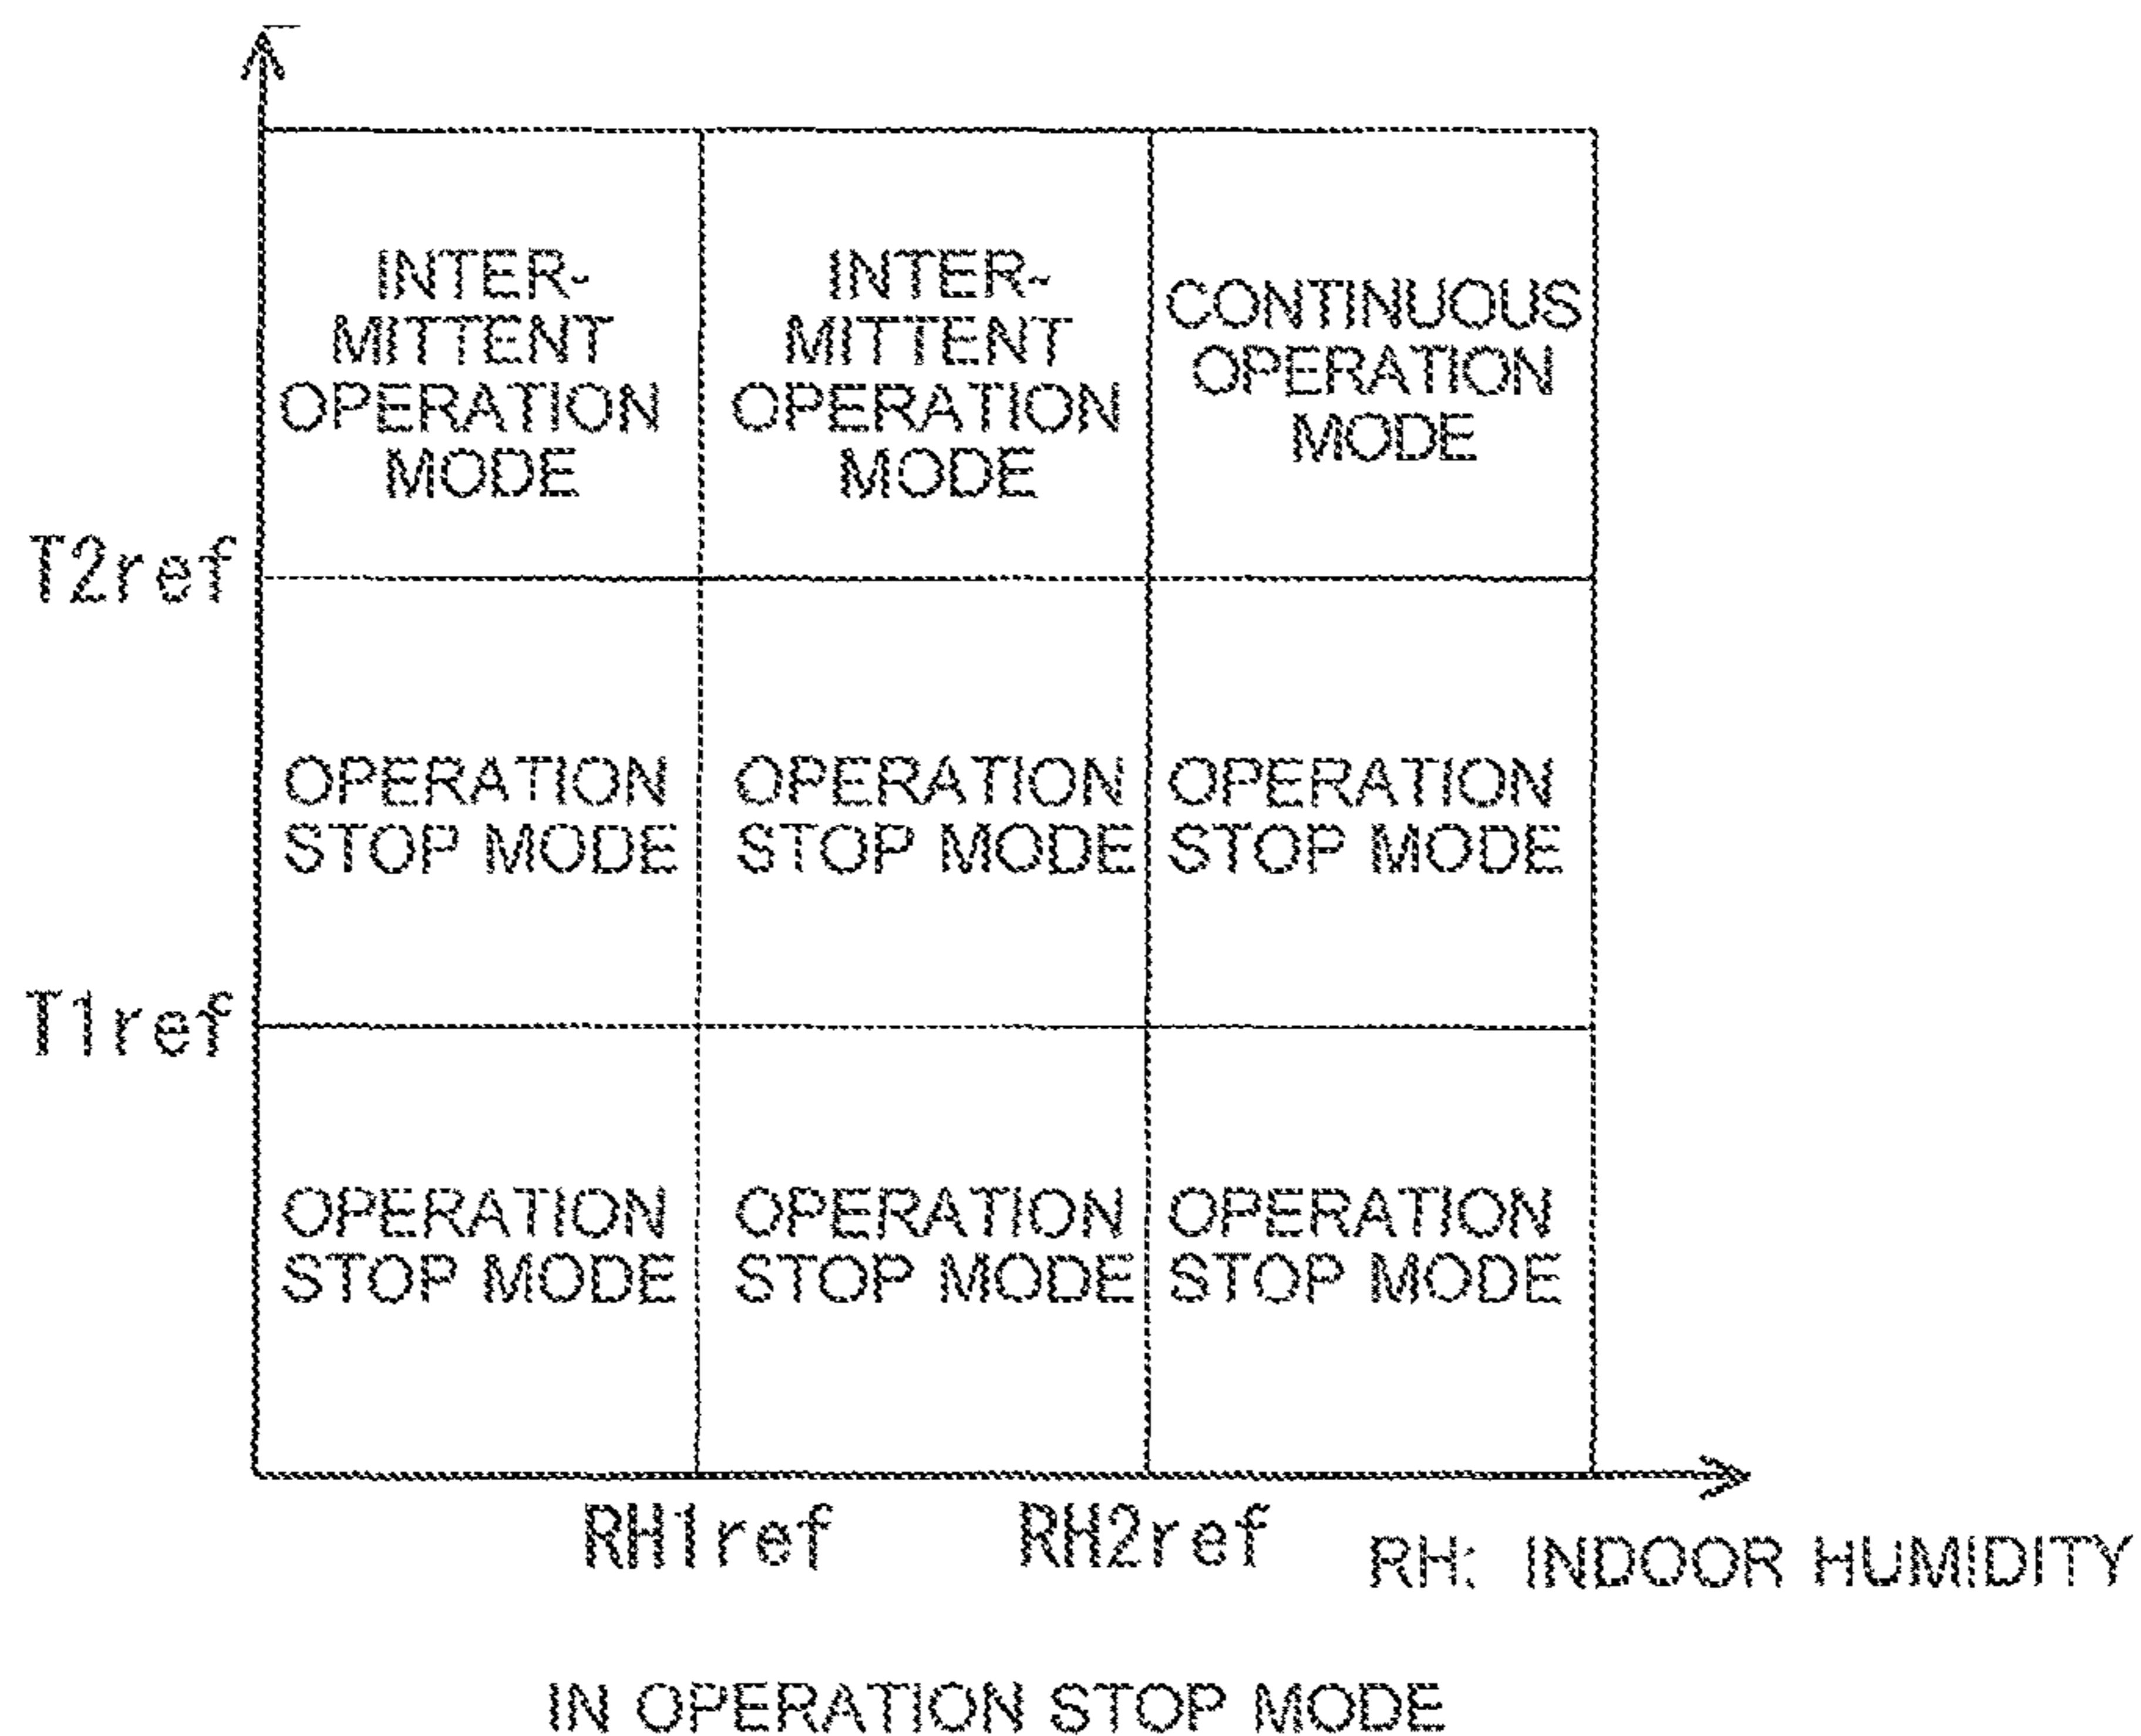 INTER-
MITTENT
OPERATION
MODE
INTER-
MITTENT
OPERATION
MODE
CONTINUOUS
OPERATION
MODE
T2ref
OPERATION
STOP MODE
OPERATION
STOP MODE
OPERATION
STOP MODE
T1ref
OPERATION
STOP MODE
OPERATION
STOP MODE
OPERATION
STOP MODE
RH1ref
RH2ref
RH: INDOOR HUMIDITY
IN OPERATION STOP MODE